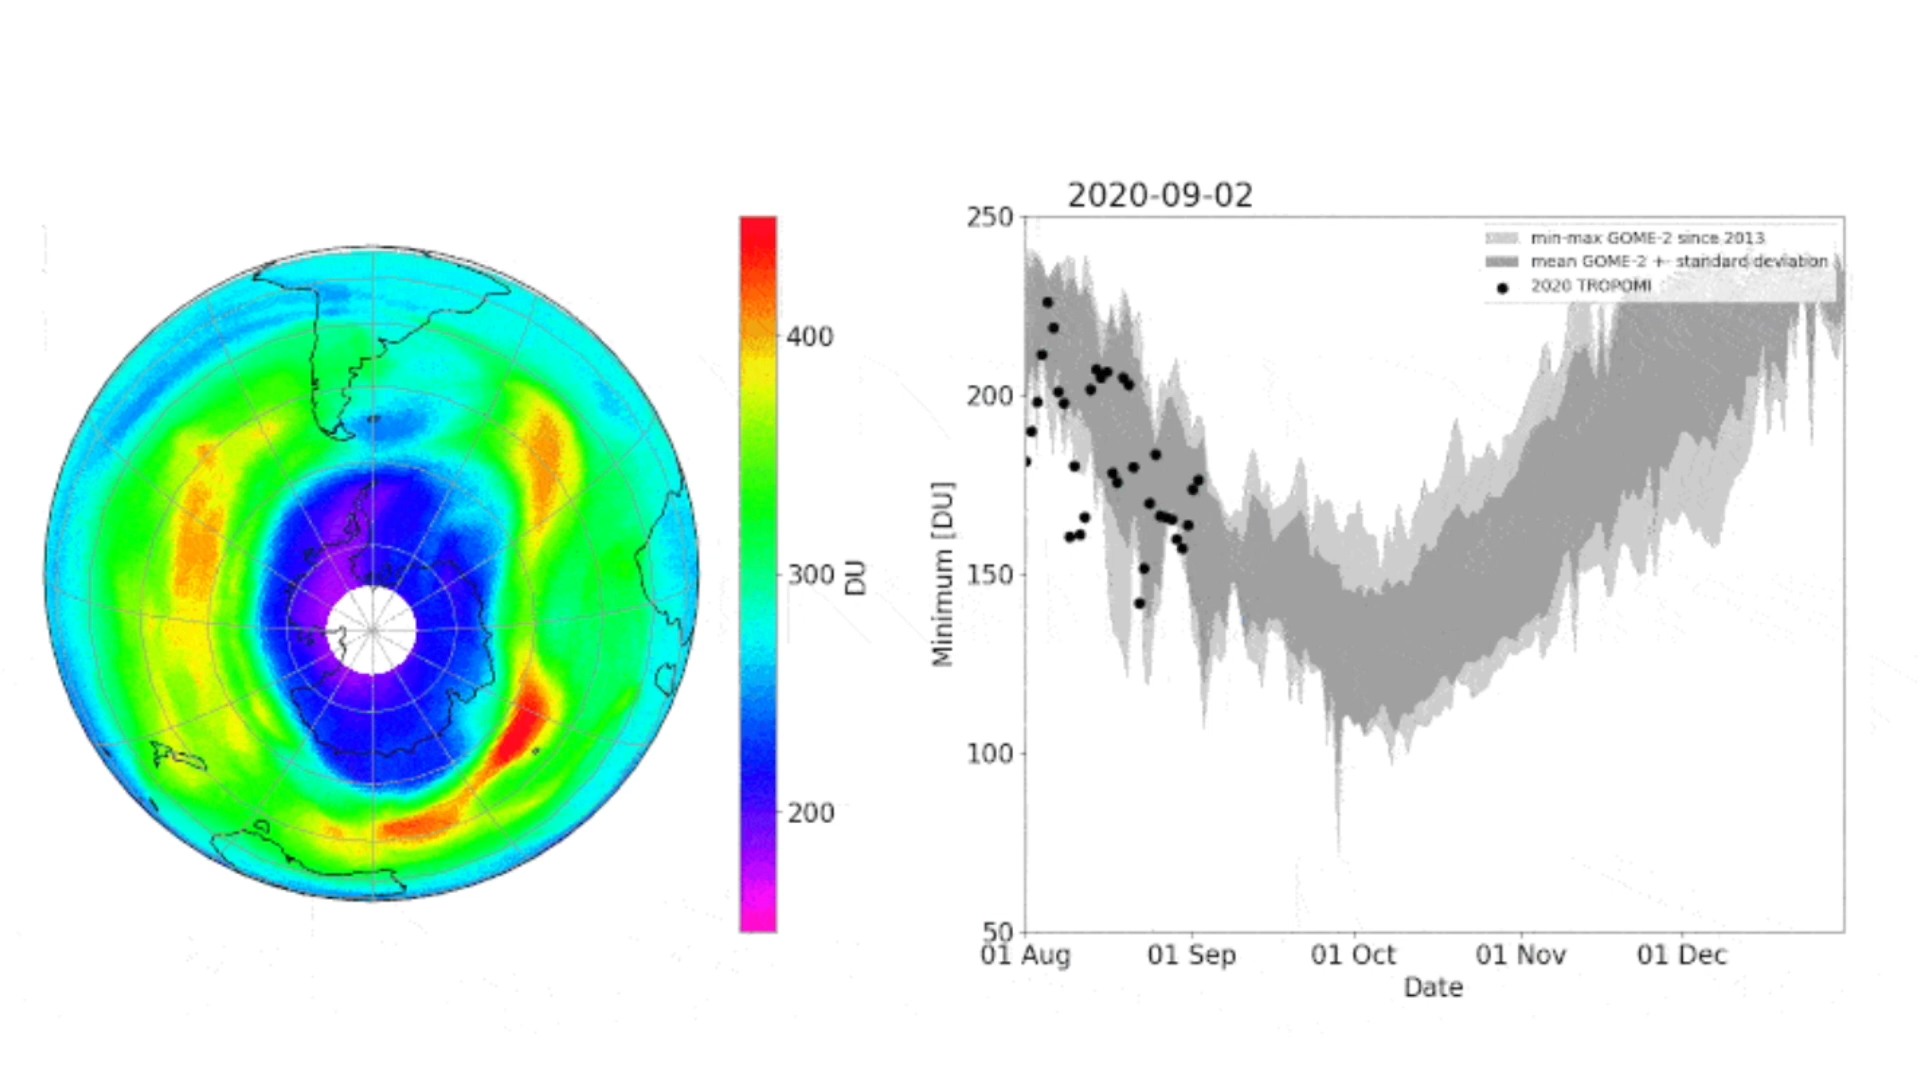 400
300
200
DU
2020-09-02
250
200
150
100
50
Minimum [DU]
min-max GOME-2 since 2013
mean GOME-2 +- standard deviation
2020 TROPOMI
01 Aug
01 Sep
01 Oct
01 Nov
01 Dec
Date